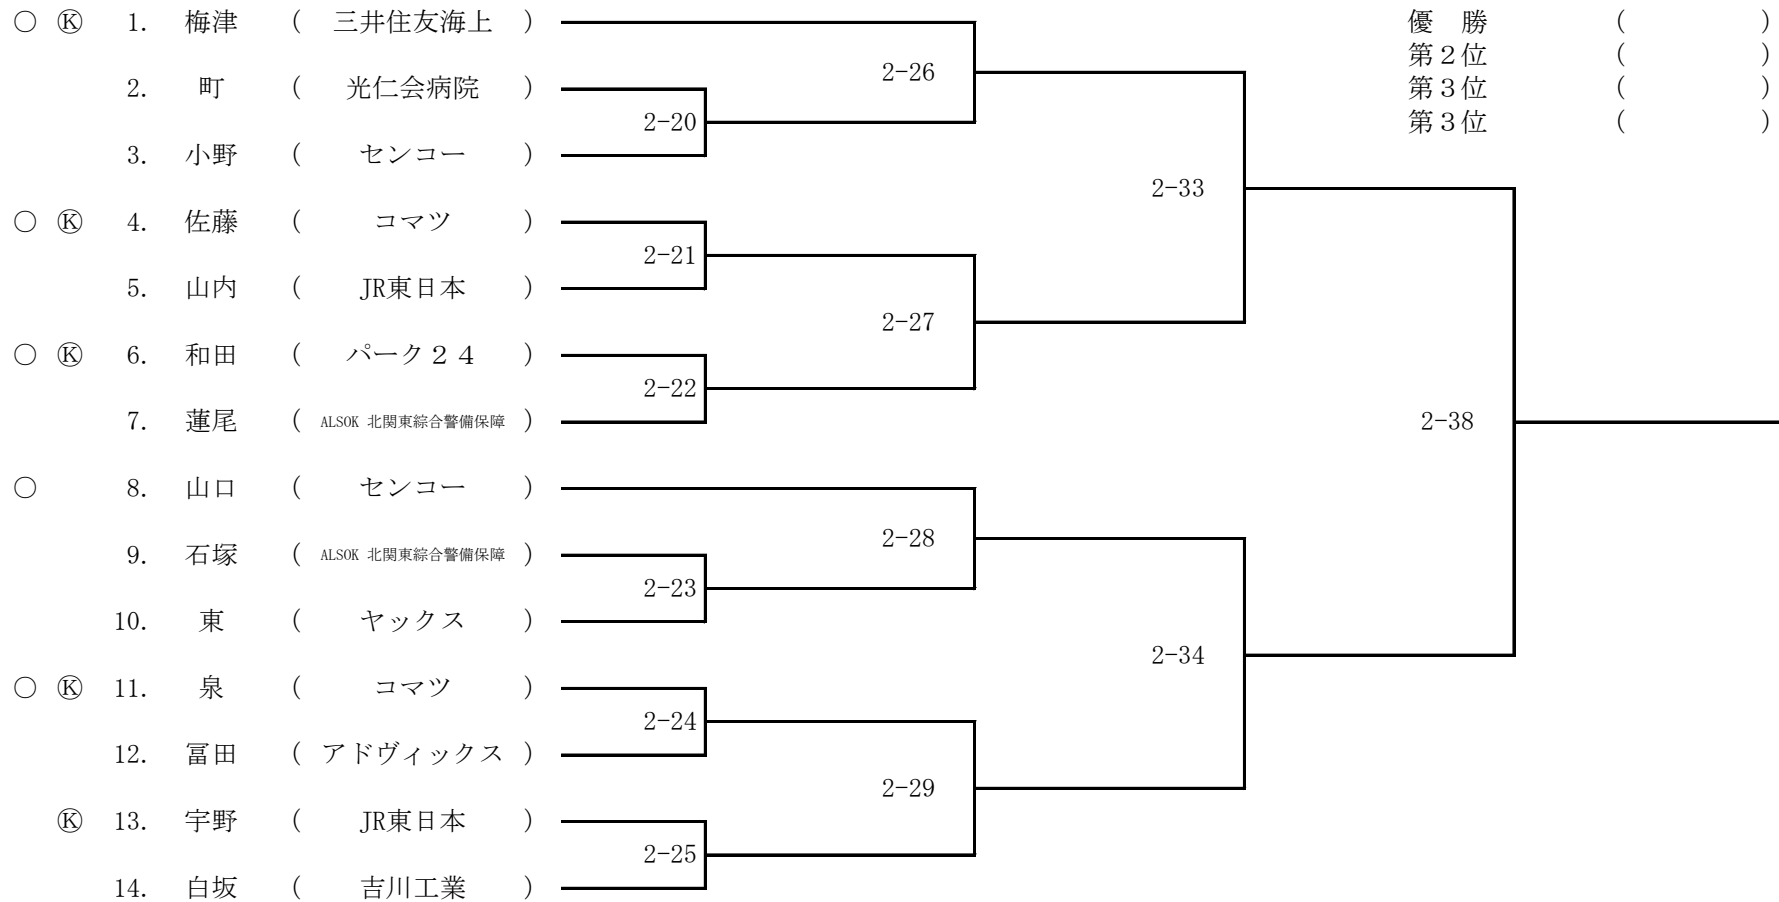 ○ Ⓚ 1. 梅津 ( 三井住友海上 )
優 勝 ( )
第２位 ( )
2-26
2. 町 ( 光仁会病院 )
第３位 ( )
2-20
第３位 ( )
3. 小野 ( センコー )
2-33
○ Ⓚ 4. 佐藤 ( コマツ )
2-21
5. 山内 ( JR東日本 )
2-27
○ Ⓚ 6. 和田 ( パーク２４ )
2-22
7. 蓮尾 ( ALSOK 北関東綜合警備保障 )
2-38
○ 8. 山口 ( センコー )
2-28
9. 石塚 ( ALSOK 北関東綜合警備保障 )
2-23
10. 東 ( ヤックス )
2-34
○ Ⓚ 11. 泉 ( コマツ )
2-24
12. 冨田 ( アドヴィックス )
2-29
Ⓚ 13. 宇野 ( JR東日本 )
2-25
14. 白坂 ( 吉川工業 )